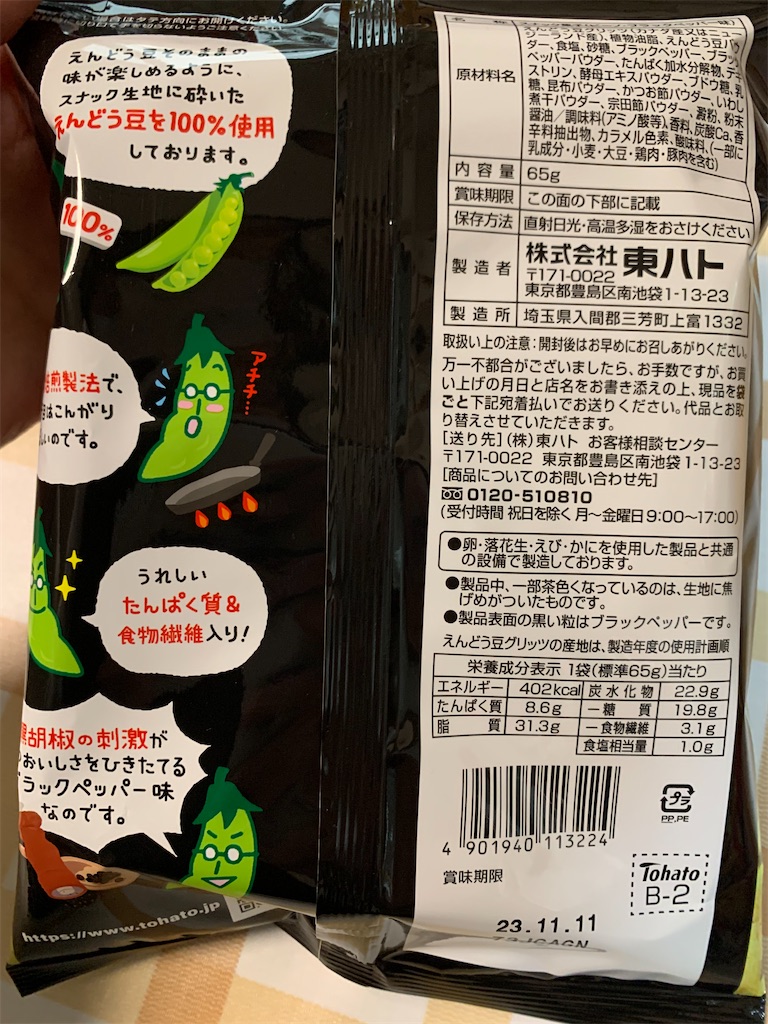 えんどう豆そのままの
味が楽しめるように、
スナック生地に砕いた
えんどう豆を100%使用
しております。
100%
焙煎製法で、
はこんがり
いのです。
アチチ…
うれしい
たんぱく質&
食物繊維入り!
黒胡椒の刺激が
おいしさをひきたてる
ブラックペッパー味
なのです。
https://www.tohato.jp
原材料名
ーランド産)、植物油脂、えんどう豆パウ
ダー、食塩、砂糖、ブラックペッパー、ブラック
ペッパーパウダー、たんぱく加水分解物、デキ
ストリン、酵母エキスパウダー、ブドウ糖、乳
糖、昆布パウダー、かつお節パウダー、いわし
煮干パウダー、宗田節パウダー、澱粉、粉末
醤油/調味料(アミノ酸等)、香料、炭酸Ca、香
辛料抽出物、カラメル色素、酸味料、(一部に
乳成分・小麦・大豆・鶏肉・豚肉を含む)
内容量 65g
賞味期限 この面の下部に記載
保存方法 直射日光・高温多湿をおさけください
製造者 株式会社 東ハト
〒171-0022
東京都豊島区南池袋1-13-23
製造所 埼玉県入間郡三芳町上富1332
取扱い上の注意:開封後はお早めにお召しあがりください。
万一不都合がございましたら、お手数ですが、お買
い上げの月日と店名をお書き添えの上、現品を袋
ごと下記宛着払いでお送りください。代品とお取
り替えさせていただきます。
[送り先](株)東ハト お客様相談センター
〒171-0022 東京都豊島区南池袋1-13-23
[商品についてのお問い合わせ先]
0120-510810
(受付時間 祝日を除く月～金曜日9:00～17:00)
●卵・落花生・えび・かにを使用した製品と共通
の設備で製造しております。
●製品中、一部茶色くなっているのは、生地に焦
げめがついたものです。
●製品表面の黒い粒はブラックペッパーです。
えんどう豆グリッツの産地は、製造年度の使用計画順
栄養成分表示 1袋(標準65g)当たり
エネルギー 402kcal 炭水化物 22.9g
たんぱく質 8.6g ー糖質 19.8g
脂質 31.3g ー食物繊維 3.1g
食塩相当量 1.0g
プラ
PP,PE
4 901940 113224
賞味期限
Tohato
B-2
23.11.11